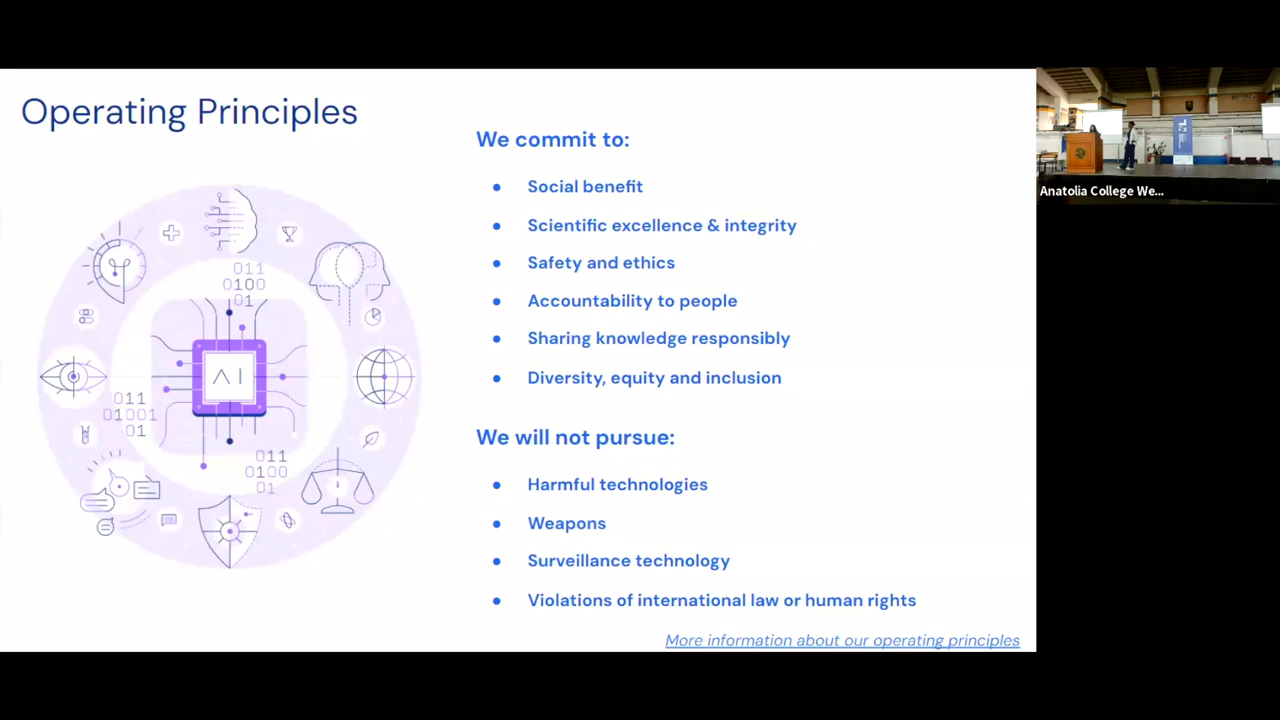 Operating Principles
We commit to:
● Social benefit
● Scientific excellence & integrity
● Safety and ethics
● Accountability to people
● Sharing knowledge responsibly
● Diversity, equity and inclusion
We will not pursue:
● Harmful technologies
● Weapons
● Surveillance technology
● Violations of international law or human rights
More information about our operating principles
011
0100
01
AI
011
01001
01
011
0100
01
Anatolia College We...